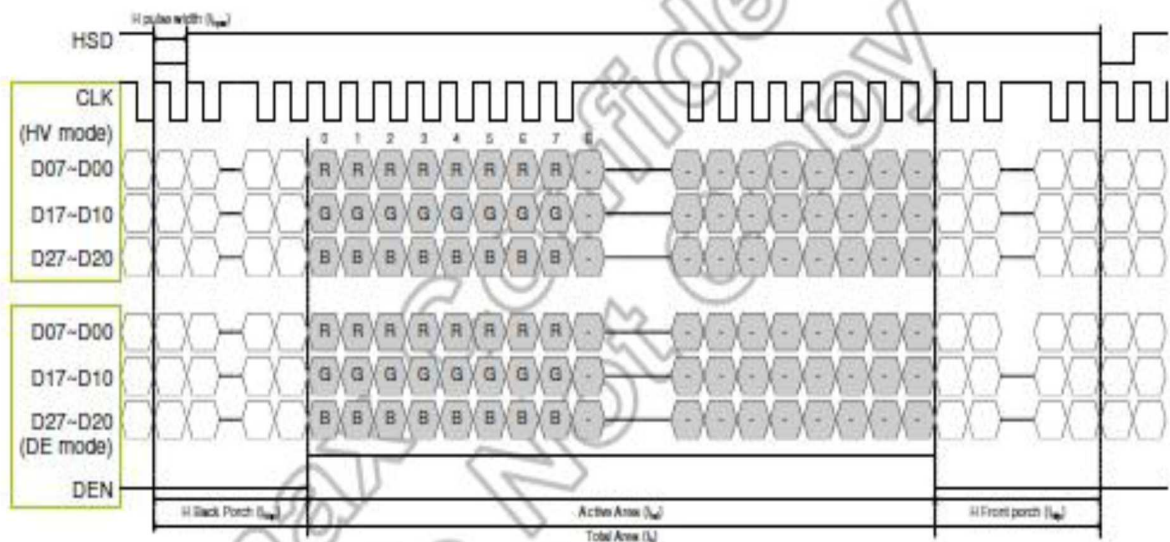 H pulse width
HSD
CLK
(HV mode)
0 1 2 3 4 5 6 7 8
D07~D00 R R R R R R R R - - - - - - - - -
D17~D10 G G G G G G G G - - - - - - - - -
D27~D20 B B B B B B B B - - - - - - - - -
D07~D00 R R R R R R R R - - - - - - - - -
D17~D10 G G G G G G G G - - - - - - - - -
D27~D20 B B B B B B B B - - - - - - - - -
(DE mode)
DEN
H Back Porch Active Area H Front porch
Total Area
Not Copy